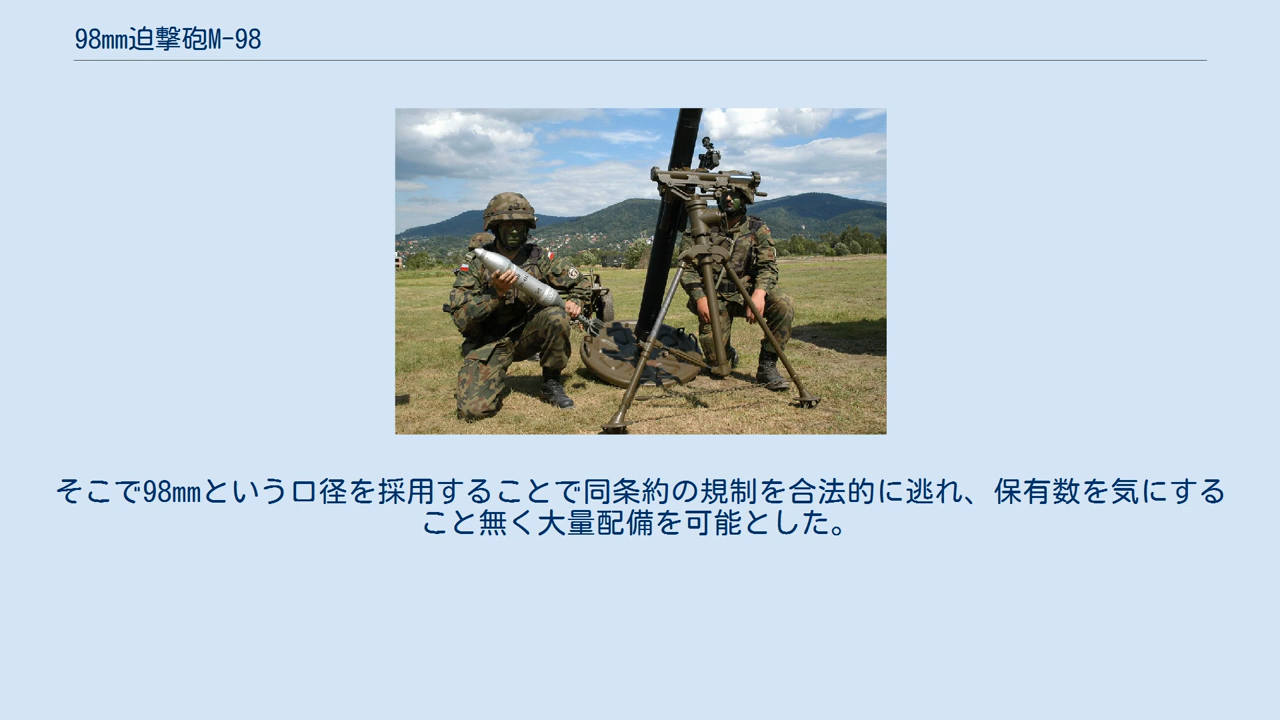 98mm迫撃砲M-98
そこで98mmという口径を採用することで同条約の規制を合法的に逃れ、保有数を気にする
こと無く大量配備を可能とした。